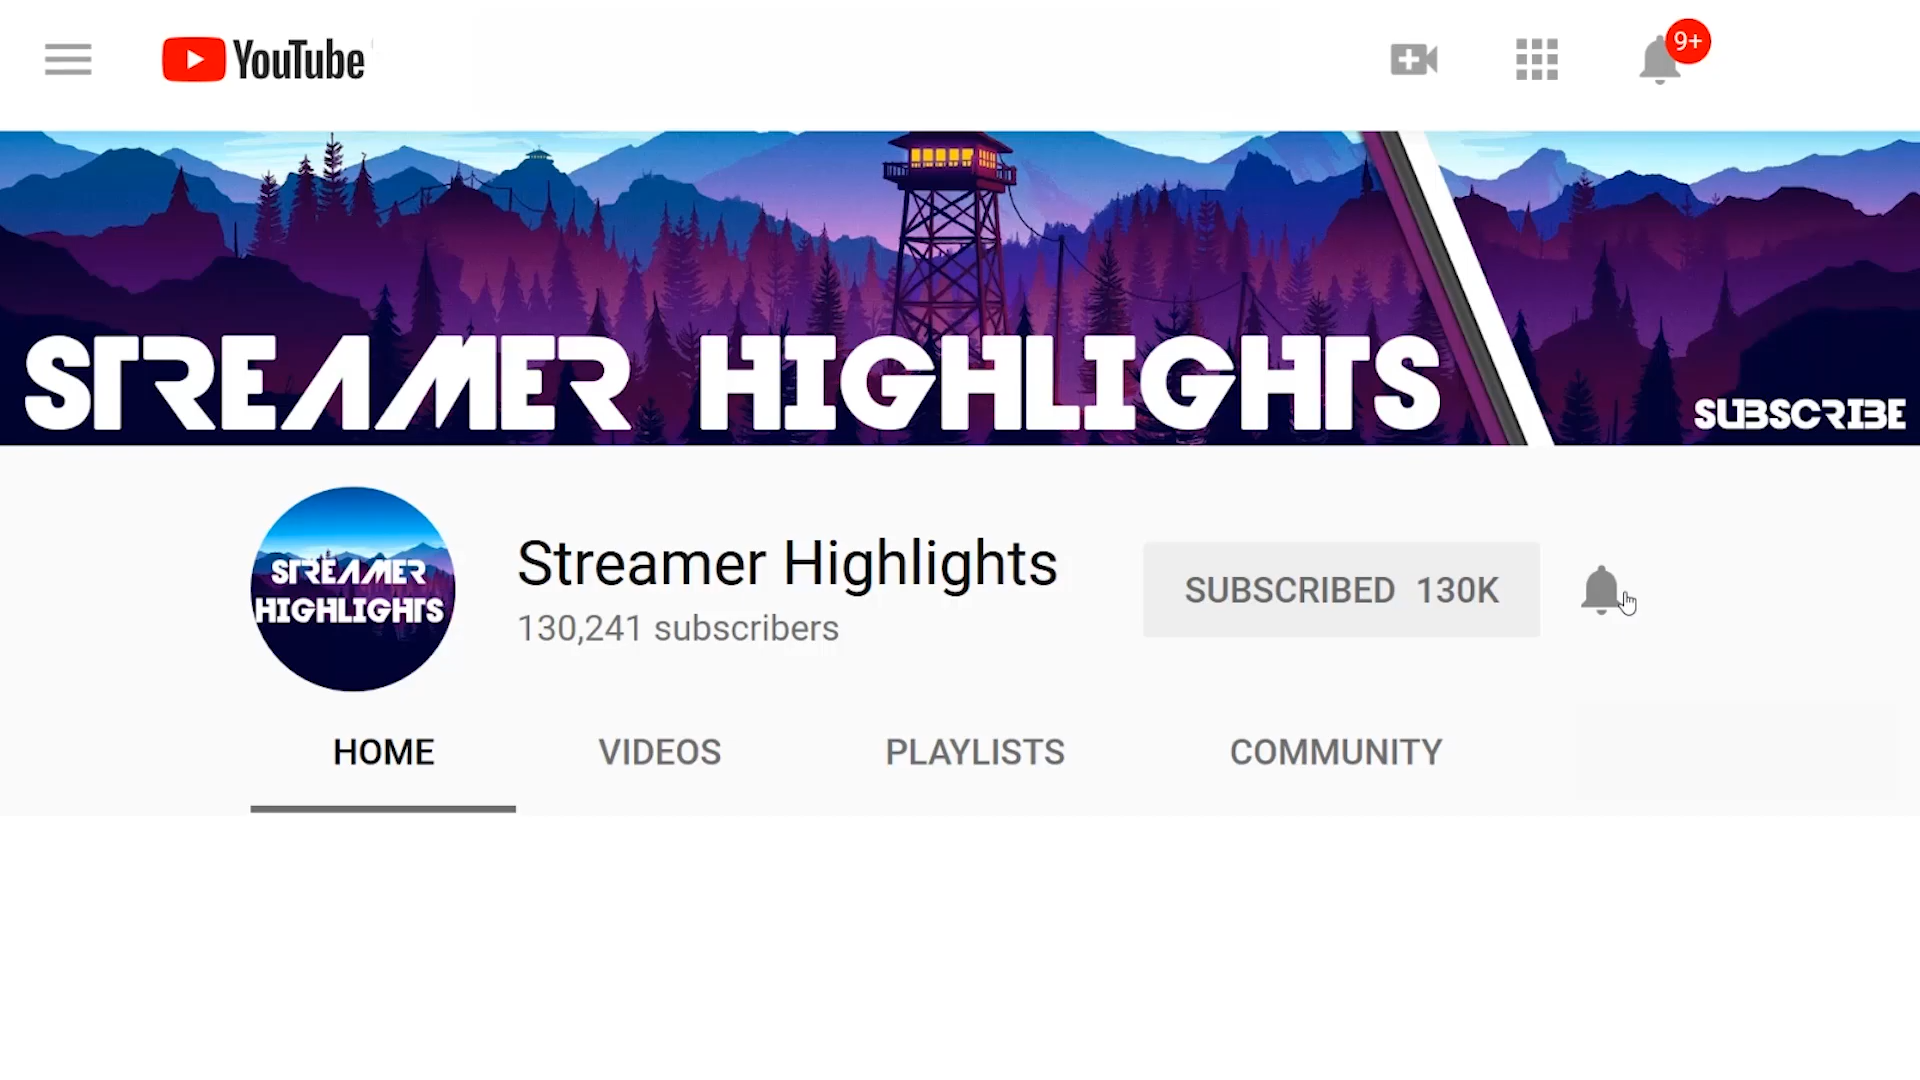 YouTube
9+
STREAMER HIGHLIGHTS
SUBSCRIBE
STREAMER
HIGHLIGHTS
Streamer Highlights
130,241 subscribers
SUBSCRIBED 130K
HOME VIDEOS PLAYLISTS COMMUNITY